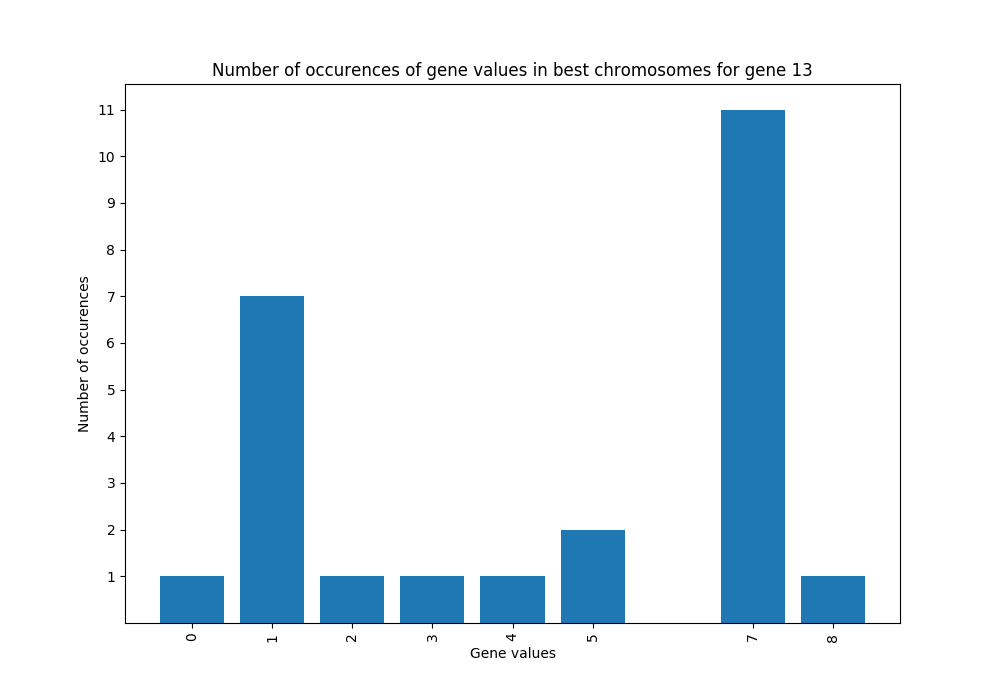 Number of occurences of gene values in best chromosomes for gene 13
11
10
9
8
7
6
5
4
3
2
1
Number of occurences
0 1 2 3 4 5 7 8
Gene values